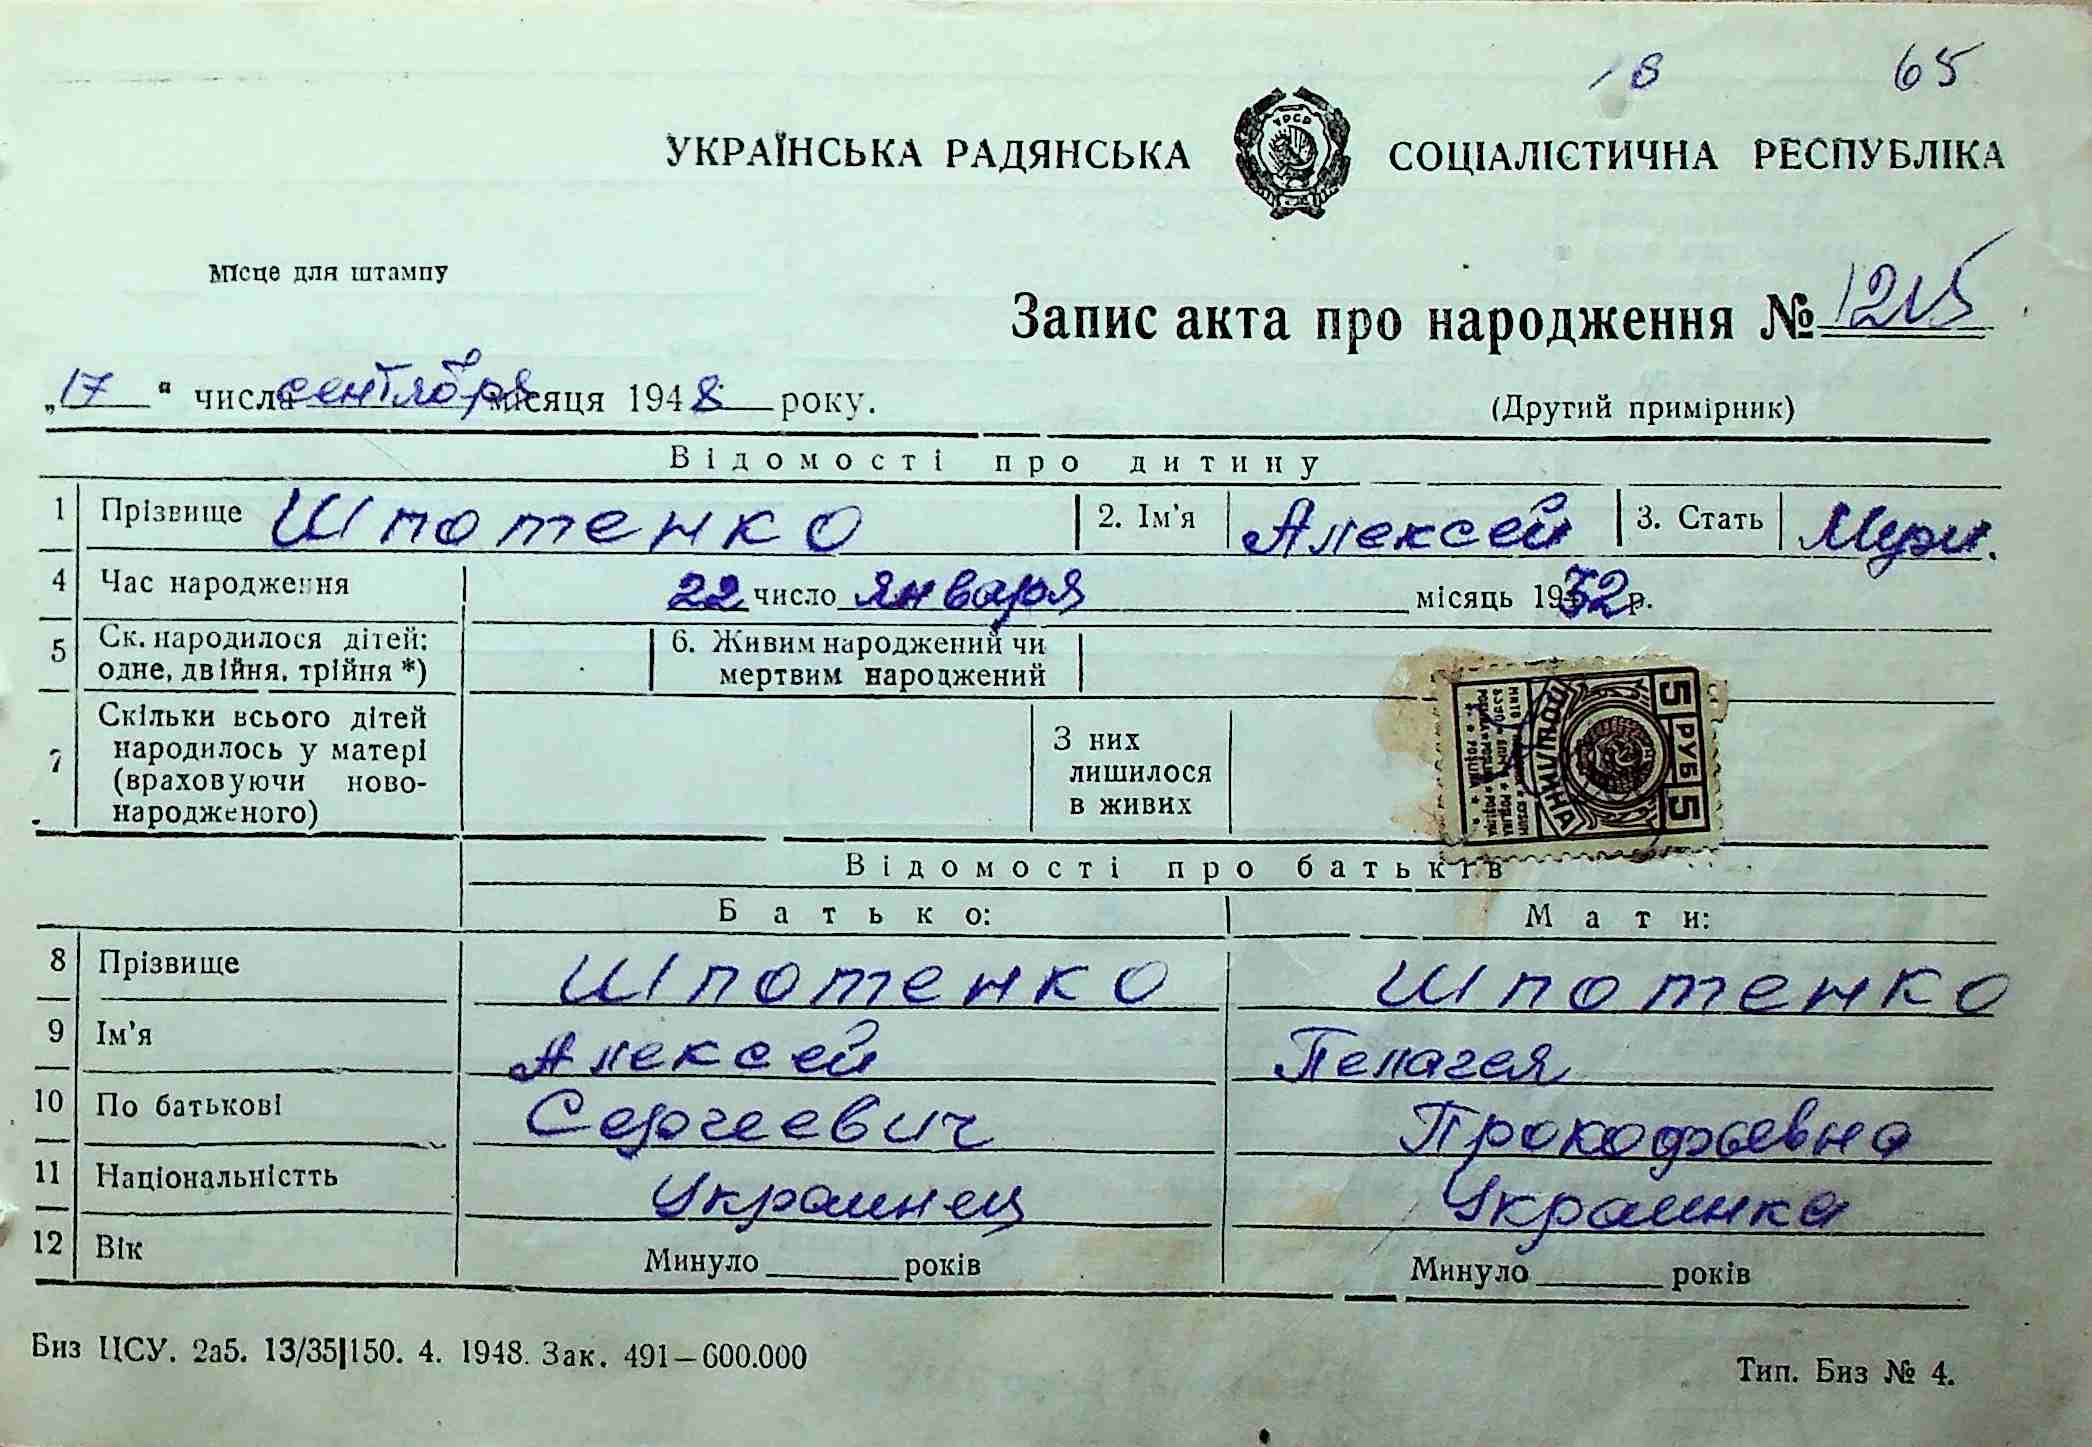 18 65
УКРАЇНСЬКА РАДЯНСЬКА СОЦІАЛІСТИЧНА РЕСПУБЛІКА
УРСР
Місце для штампу
Запис акта про народження № 1215
„17“ числа сентября місяця 1948 року.
(Другий примірник)
Відомості про дитину
1 Прізвище Шпотенко 2. Ім'я Алексей 3. Стать Муж.
4 Час народження 22 число января місяць 1932 р.
5 Ск. народилося дітей: одне, двійня, трійня *) 6. Живим народжений чи мертвим народжений
7 Скільки всього дітей народилось у матері (враховуючи ново-народженого) З них лишилося в живих
5 РУБ 5
Відомості про батьків
Батько: Мати:
8 Прізвище Шпотенко Шпотенко
9 Ім'я Алексей Пелагея
10 По батькові Сергеевич Прокофьевна
11 Національністть Украинец Украинка
12 Вік Минуло ______ років Минуло ______ років
Биз ЦСУ. 2а5. 13/35|150. 4. 1948. Зак. 491—600.000
Тип. Биз № 4.